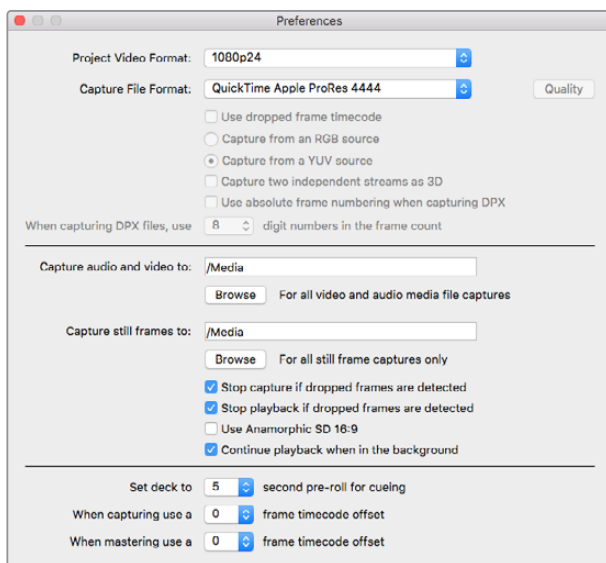 Preferences
Project Video Format: 1080p24
Capture File Format: QuickTime Apple ProRes 4444 Quality
Use dropped frame timecode
Capture from an RGB source
Capture from a YUV source
Capture two independent streams as 3D
Use absolute frame numbering when capturing DPX
When capturing DPX files, use 8 digit numbers in the frame count
Capture audio and video to: /Media
Browse For all video and audio media file captures
Capture still frames to: /Media
Browse For all still frame captures only
Stop capture if dropped frames are detected
Stop playback if dropped frames are detected
Use Anamorphic SD 16:9
Continue playback when in the background
Set deck to 5 second pre-roll for cueing
When capturing use a 0 frame timecode offset
When mastering use a 0 frame timecode offset